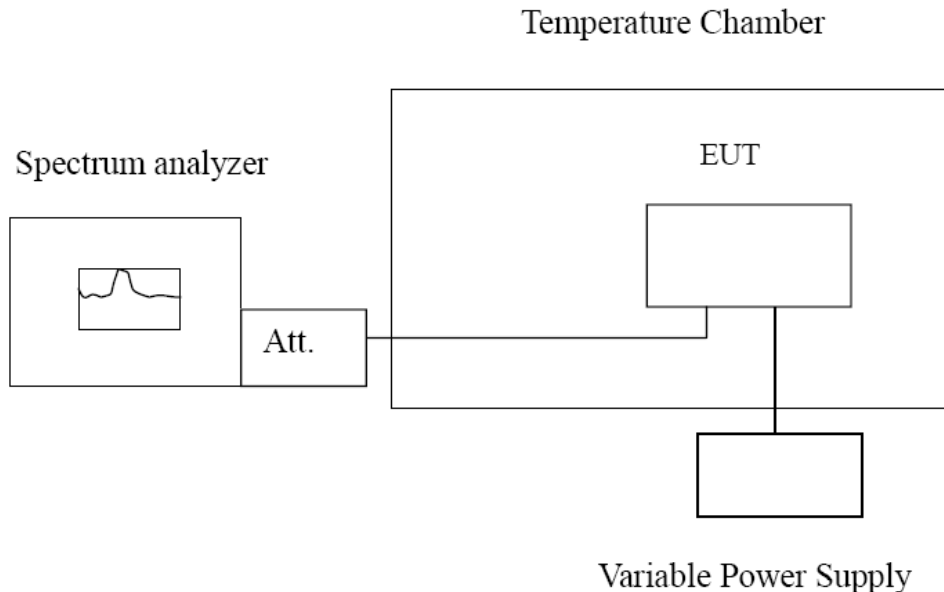 Temperature Chamber
Spectrum analyzer
EUT
Att.
Variable Power Supply